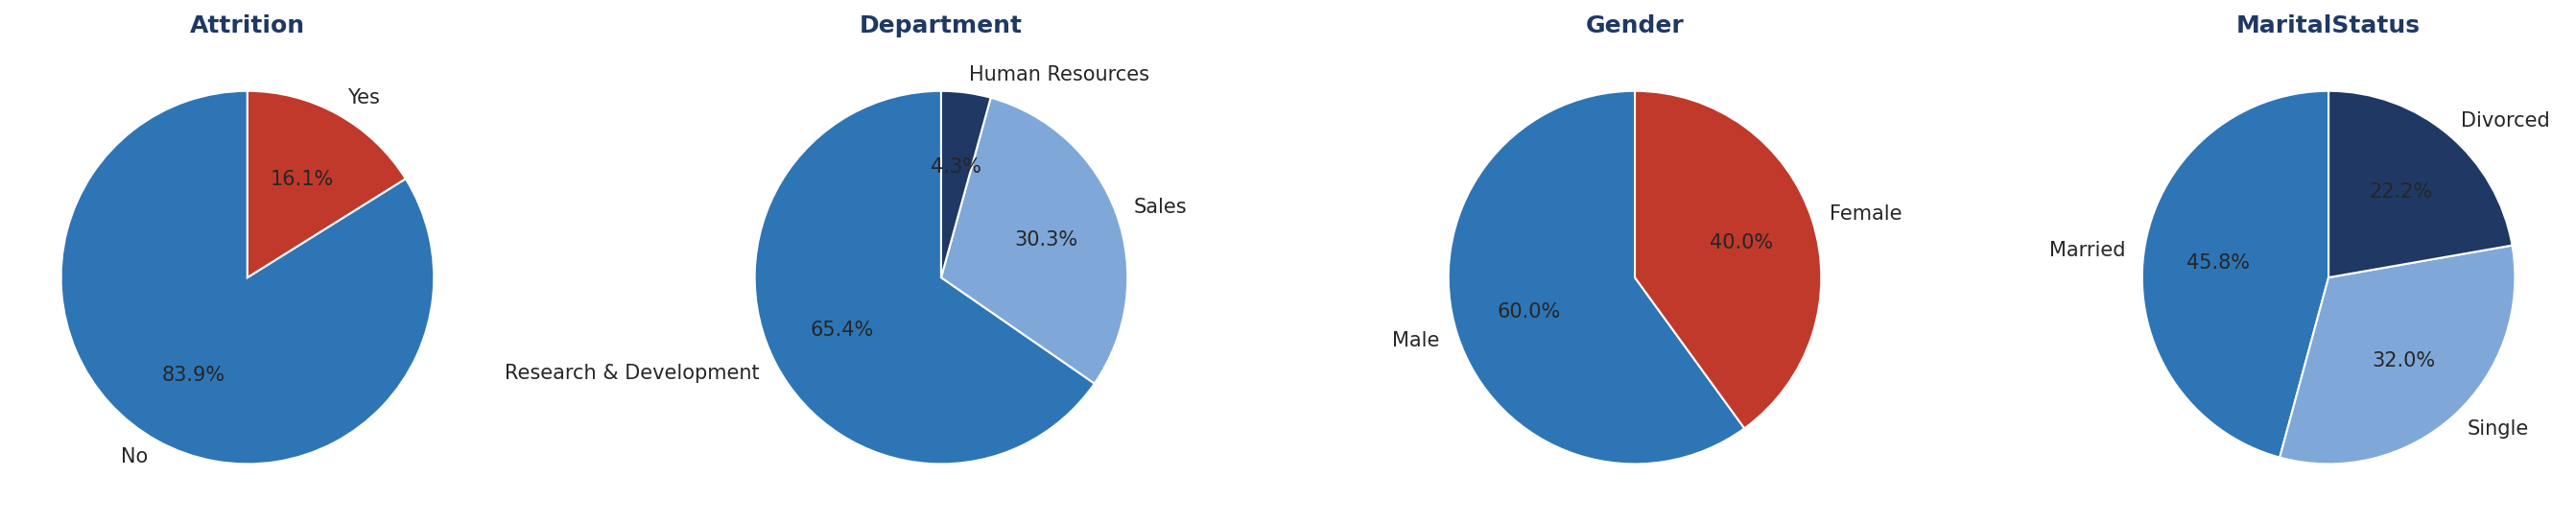 Attrition
Yes
16.1%
83.9%
No
Department
Human Resources
4.3%
Sales
30.3%
65.4%
Research & Development
Gender
Female
40.0%
60.0%
Male
MaritalStatus
Divorced
22.2%
Married
45.8%
32.0%
Single